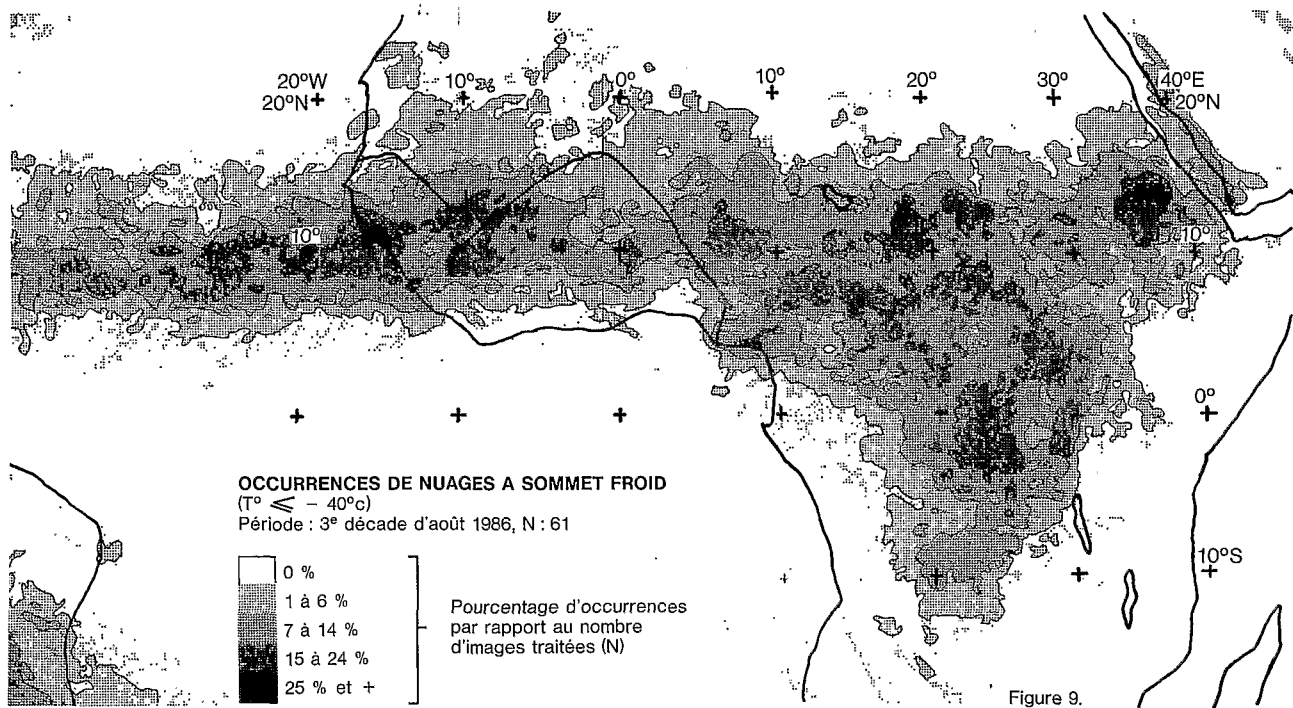 20°W 10° 0° 10° 20° 30° 40°E
20°N 20°N
10° 10°
0°
OCCURRENCES DE NUAGES A SOMMET FROID
(T° ⩽ – 40°c)
Période : 3e décade d'août 1986, N : 61
0 %
1 à 6 %
7 à 14 %
15 à 24 %
25 % et +
Pourcentage d'occurrences
par rapport au nombre
d'images traitées (N)
10°S
Figure 9.